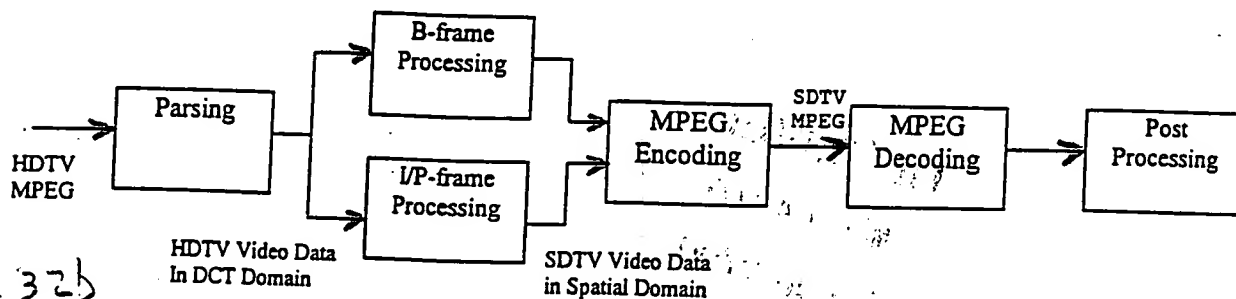 B-frame
Processing
Parsing
HDTV
MPEG
I/P-frame
Processing
HDTV Video Data
In DCT Domain
MPEG
Encoding
SDTV Video Data
in Spatial Domain
SDTV
MPEG
MPEG
Decoding
Post
Processing
32b